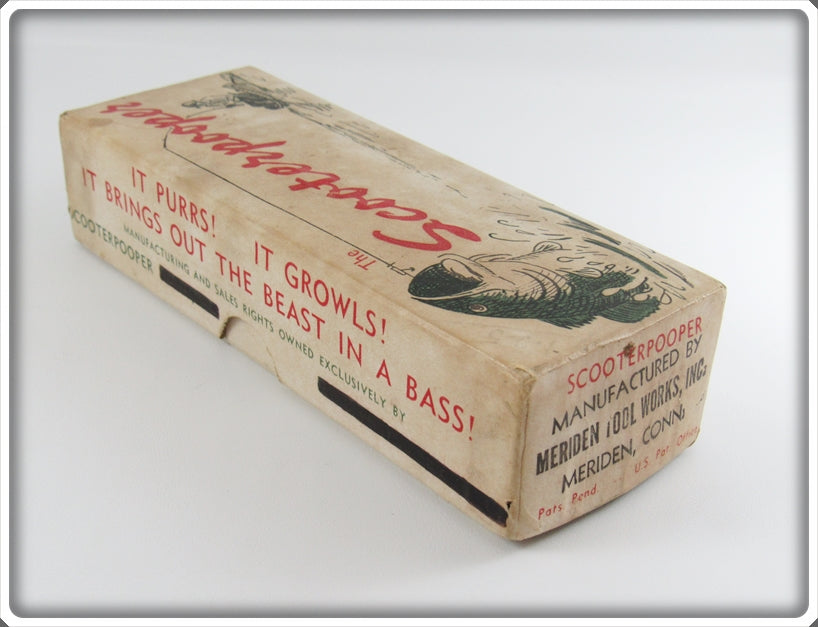 The
Scooterpooper
IT PURRS! IT GROWLS!
IT BRINGS OUT THE BEAST IN A BASS!
MANUFACTURING AND SALES RIGHTS OWNED EXCLUSIVELY BY
SCOOTERPOOPER
SCOOTERPOOPER
MANUFACTURED BY
MERIDEN TOOL WORKS, INC.
MERIDEN, CONN.
Pats. Pend. U.S. Pat. Office